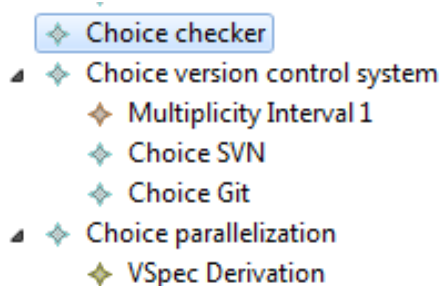 Choice checker
Choice version control system
Multiplicity Interval 1
Choice SVN
Choice Git
Choice parallelization
VSpec Derivation